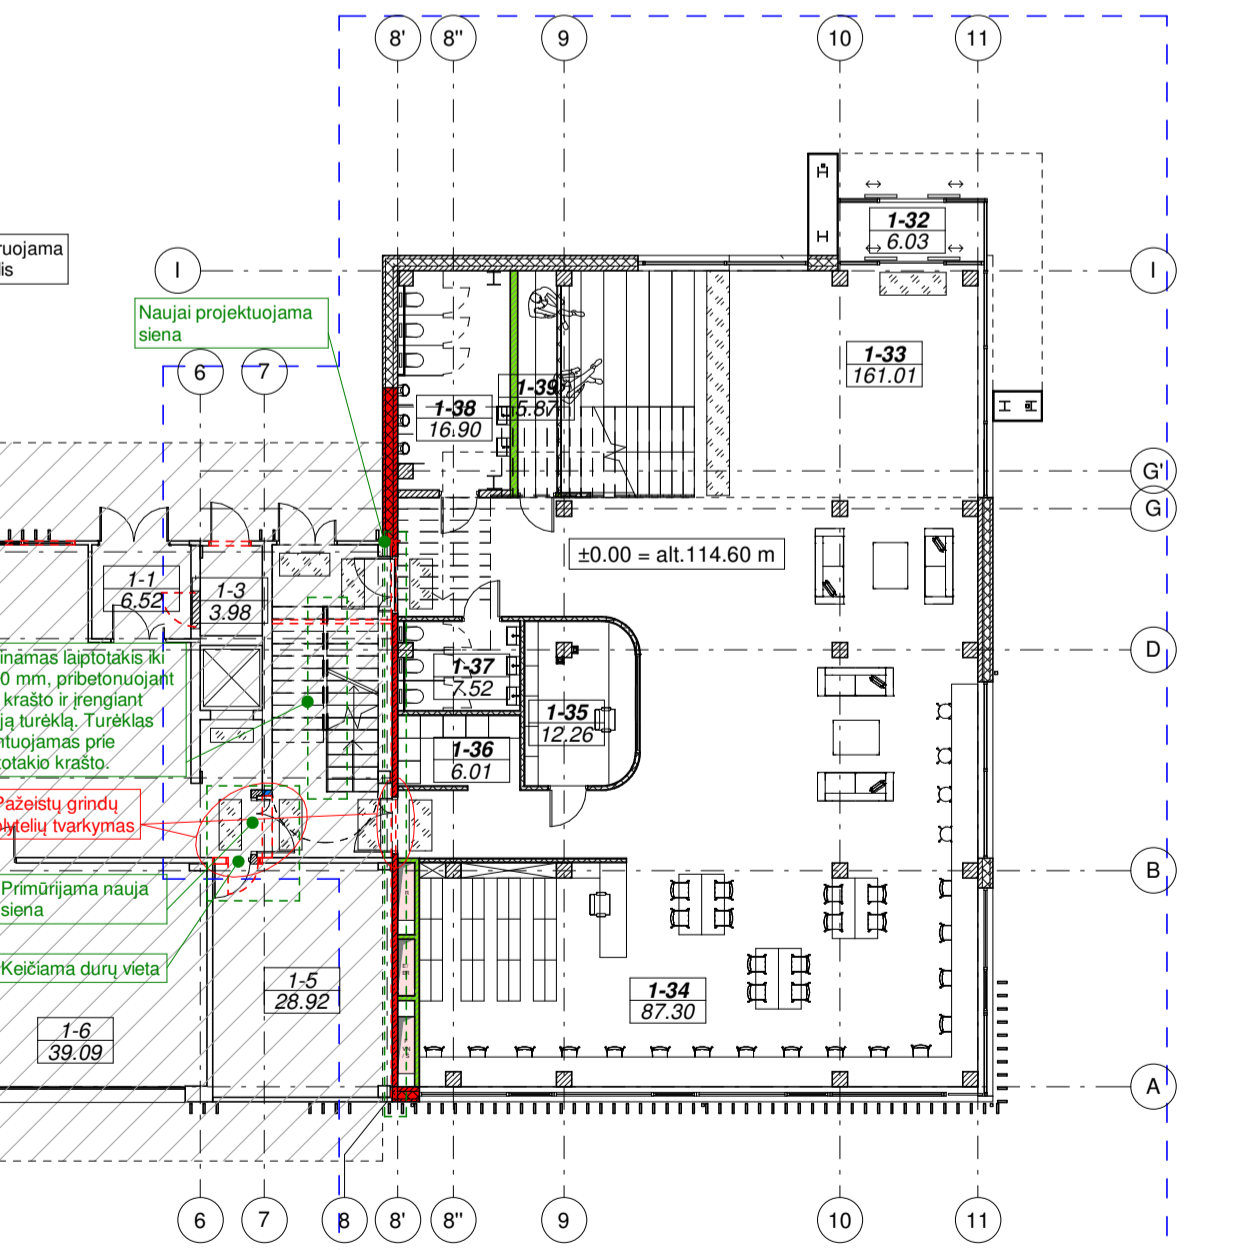 8' 8'' 9 10 11
1-32
6.03
ruojama
lis
I I
Naujai projektuojama
siena
6 7
1-33
161.01
1-39
5.87
1-38
16.90
G'
G
±0.00 = alt.114.60 m
1-1
6.52
1-3
3.98
D
inamas laiptotakis iki
0 mm, pribetonuojant
krašto ir įrengiant
ją turėklą. Turėklas
ntuojamas prie
totakio krašto.
1-37
7.52
1-35
12.26
1-36
6.01
Pažeistų grindų
plytelių tvarkymas
B
Primūrijama nauja
siena
Keičiama durų vieta
1-5
28.92
1-34
87.30
1-6
39.09
A
6 7 8 8' 8'' 9 10 11